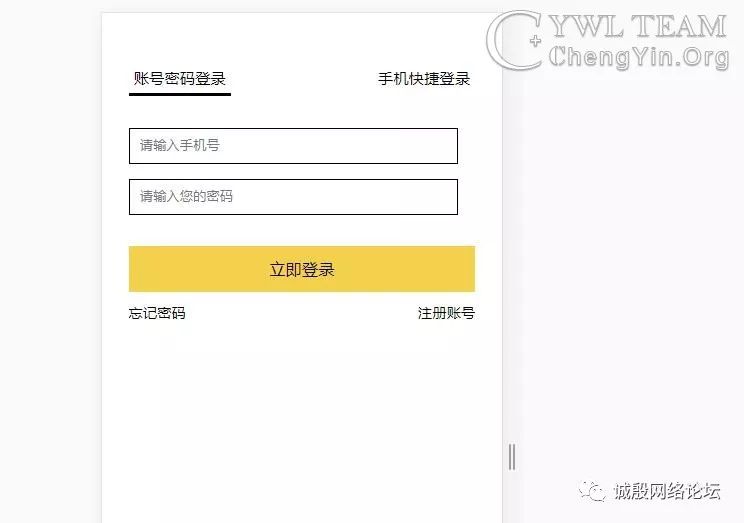 YWL TEAM
ChengYin.Org
账号密码登录 手机快捷登录
请输入手机号
请输入您的密码
立即登录
忘记密码 注册账号
诚殷网络论坛